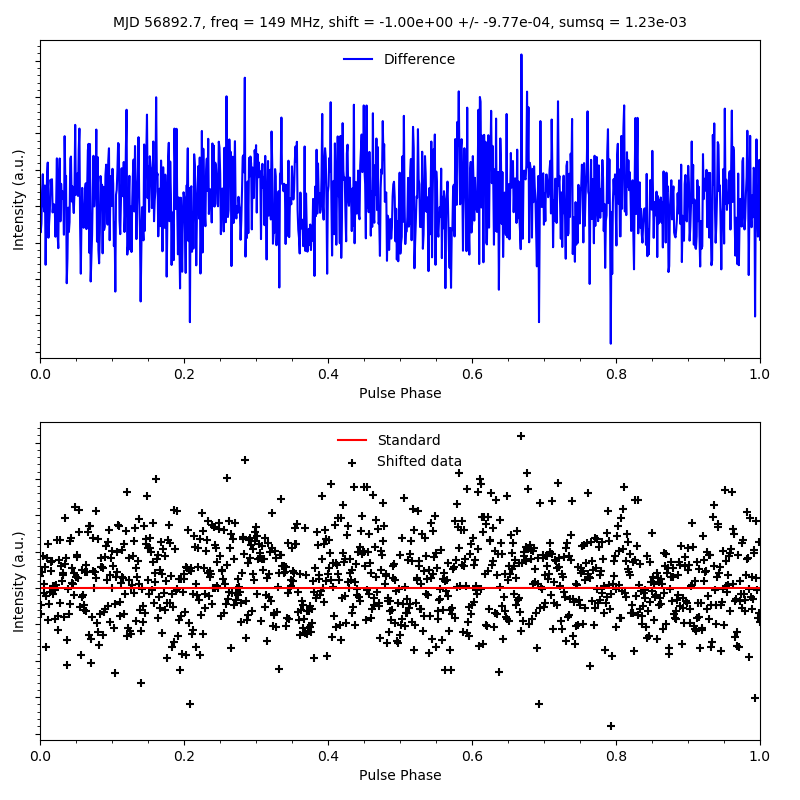 MJD 56892.7, freq = 149 MHz, shift = -1.00e+00 +/- -9.77e-04, sumsq = 1.23e-03
Difference
Intensity (a.u.)
0.0 0.2 0.4 0.6 0.8 1.0
Pulse Phase
Standard
Shifted data
Intensity (a.u.)
0.0 0.2 0.4 0.6 0.8 1.0
Pulse Phase